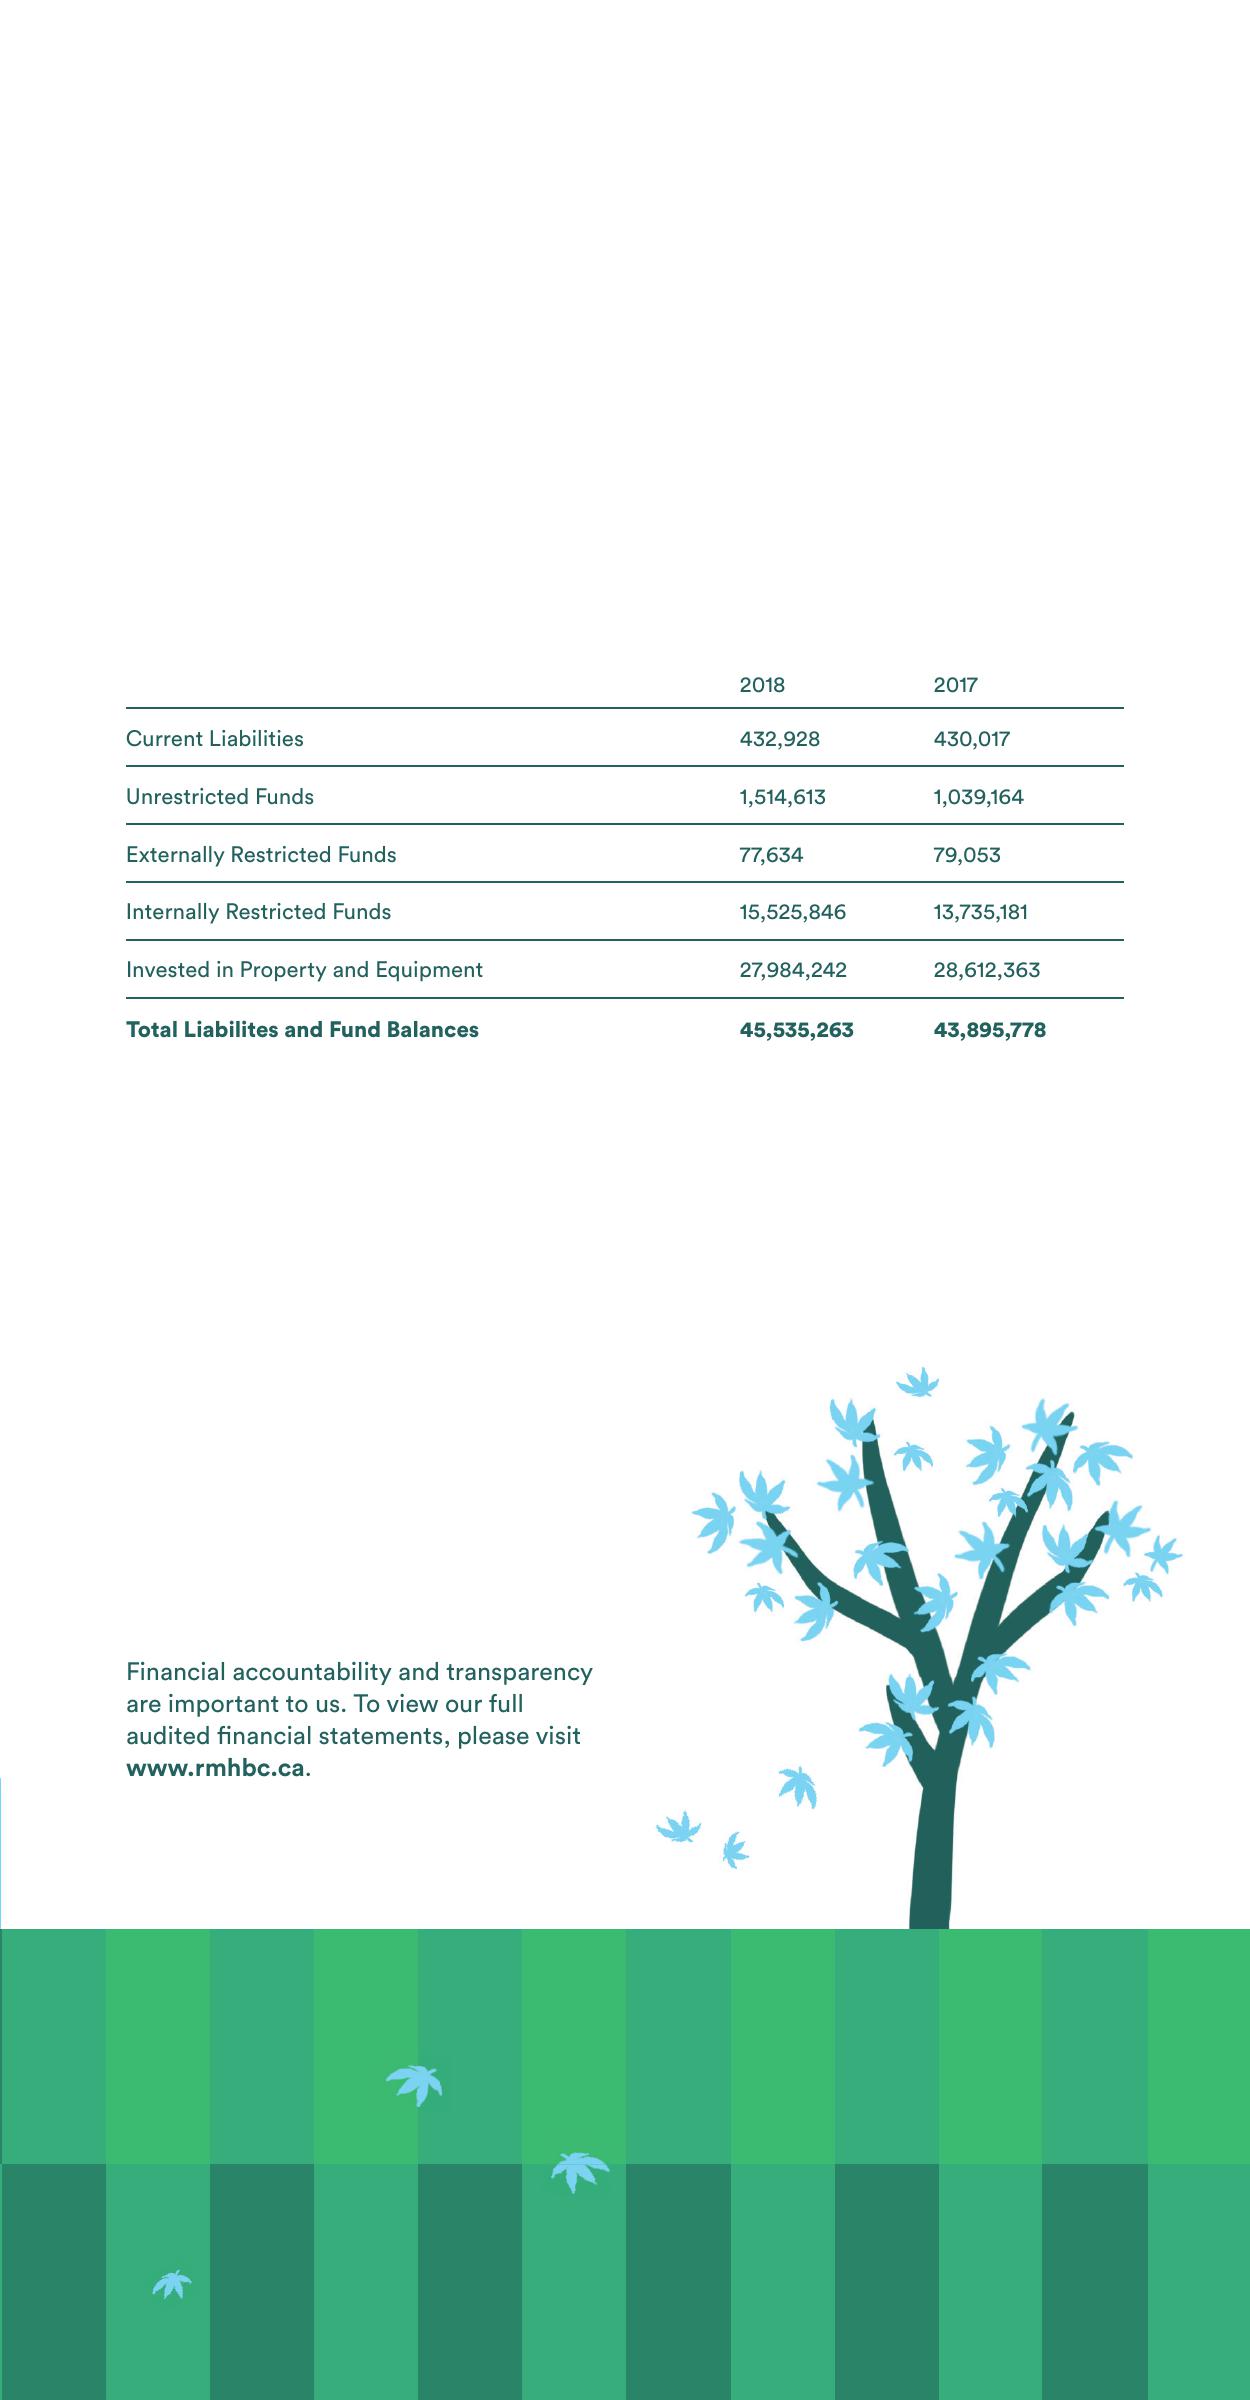 2018 2017
Current Liabilities 432,928 430,017
Unrestricted Funds 1,514,613 1,039,164
Externally Restricted Funds 77,634 79,053
Internally Restricted Funds 15,525,846 13,735,181
Invested in Property and Equipment 27,984,242 28,612,363
Total Liabilites and Fund Balances 45,535,263 43,895,778
Financial accountability and transparency
are important to us. To view our full
audited financial statements, please visit
www.rmhbc.ca.